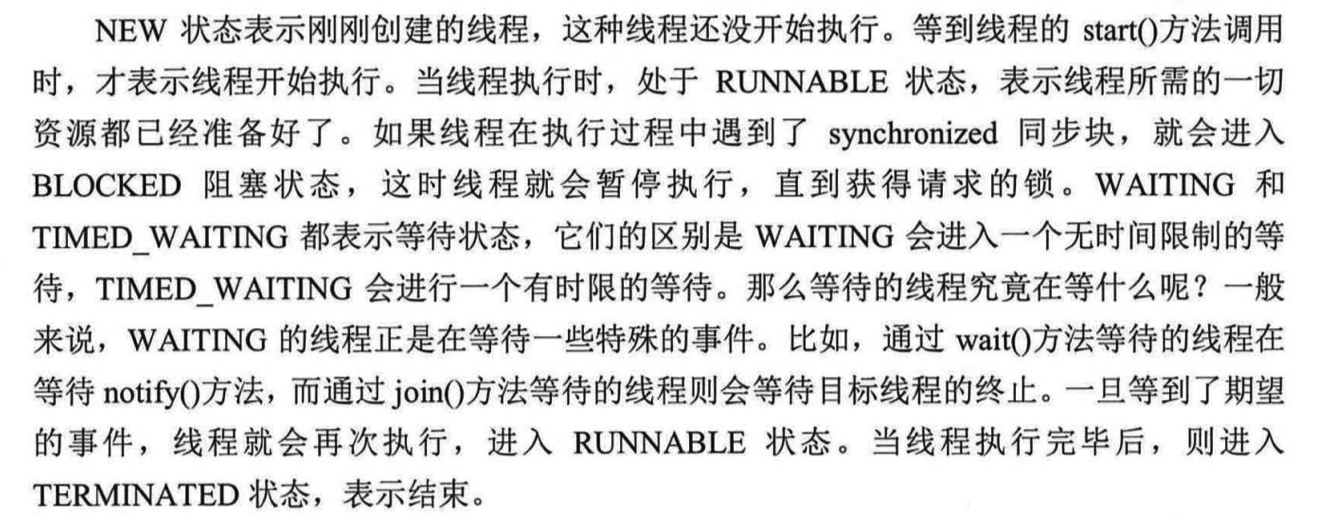 NEW 状态表示刚刚创建的线程，这种线程还没开始执行。等到线程的 start()方法调用
时，才表示线程开始执行。当线程执行时，处于 RUNNABLE 状态，表示线程所需的一切
资源都已经准备好了。如果线程在执行过程中遇到了 synchronized 同步块，就会进入
BLOCKED 阻塞状态，这时线程就会暂停执行，直到获得请求的锁。WAITING 和
TIMED_WAITING 都表示等待状态，它们的区别是 WAITING 会进入一个无时间限制的等
待，TIMED_WAITING 会进行一个有时限的等待。那么等待的线程究竟在等什么呢？一般
来说，WAITING 的线程正是在等待一些特殊的事件。比如，通过 wait()方法等待的线程在
等待 notify()方法，而通过 join()方法等待的线程则会等待目标线程的终止。一旦等到了期望
的事件，线程就会再次执行，进入 RUNNABLE 状态。当线程执行完毕后，则进入
TERMINATED 状态，表示结束。